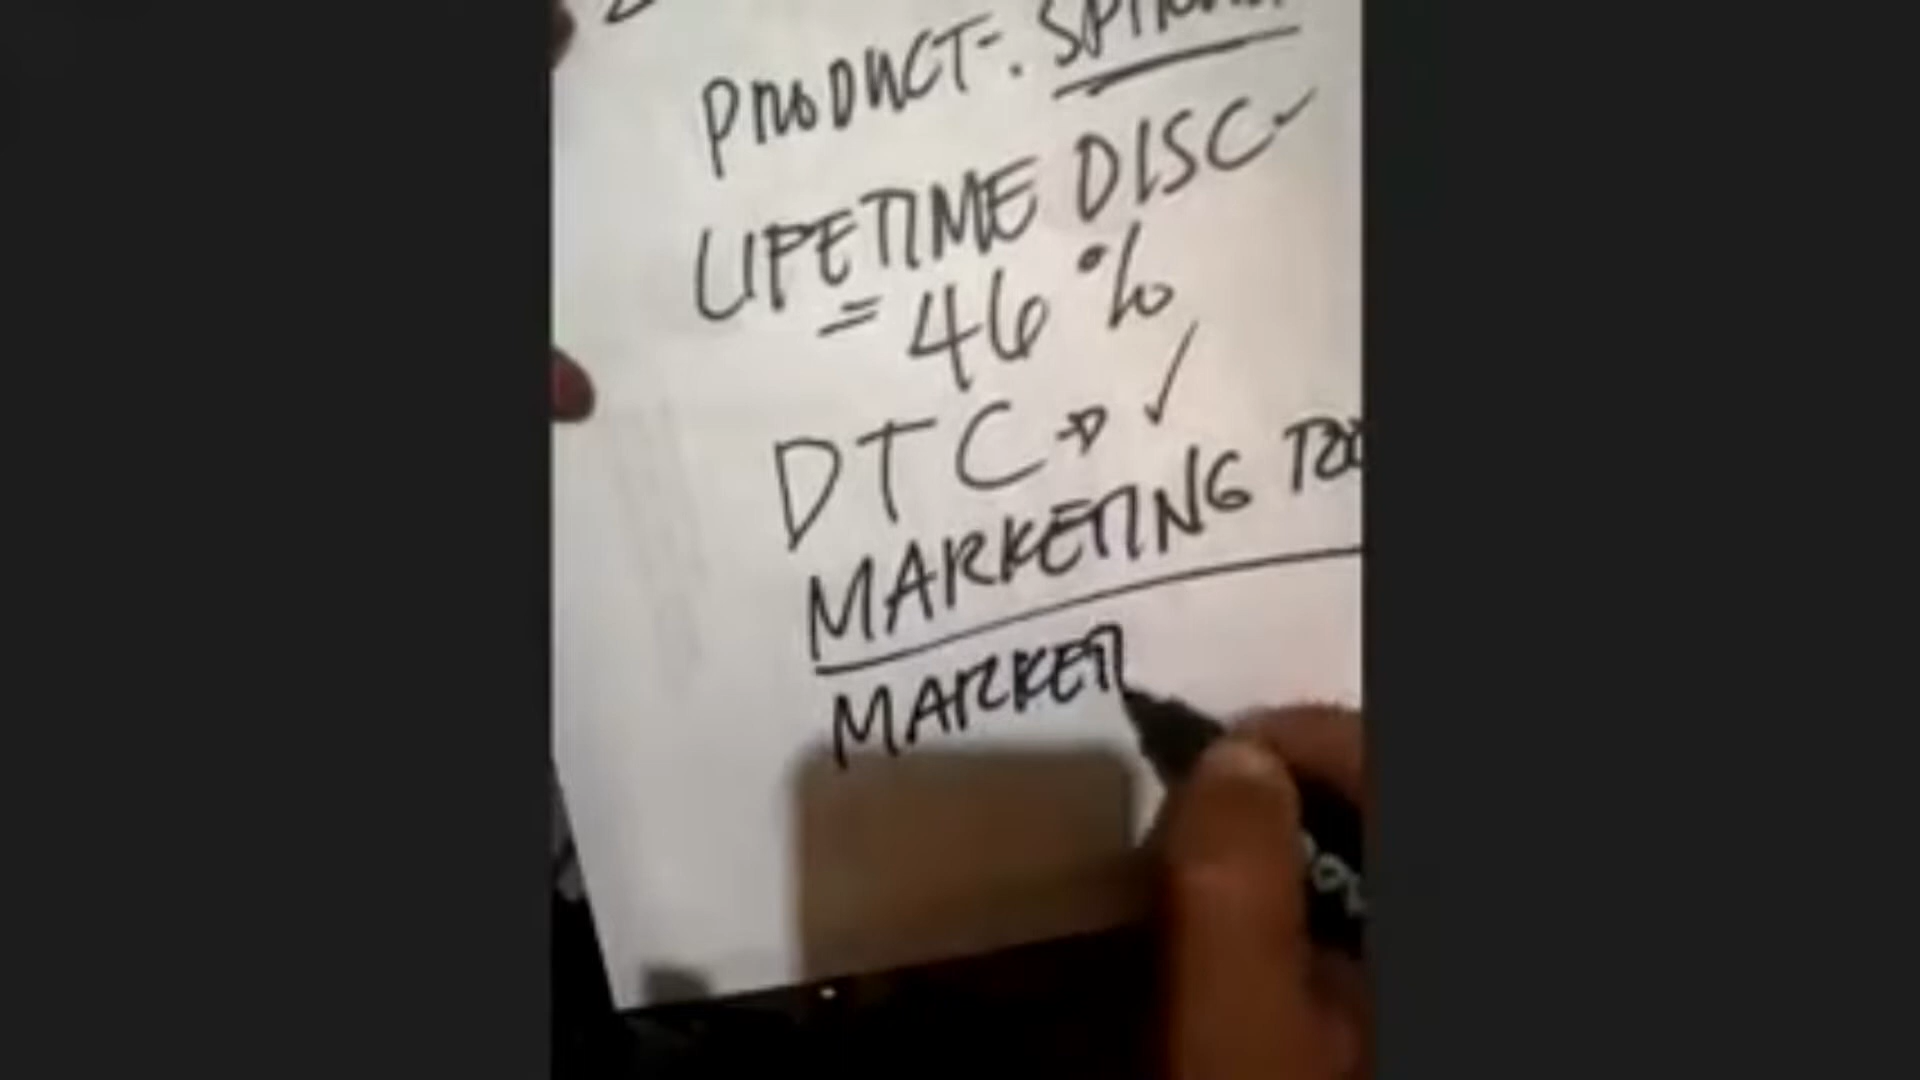 PRODUCT:
LIFETIME DISC
= 46 %
DTC → ✓
MARKETING
MARKET